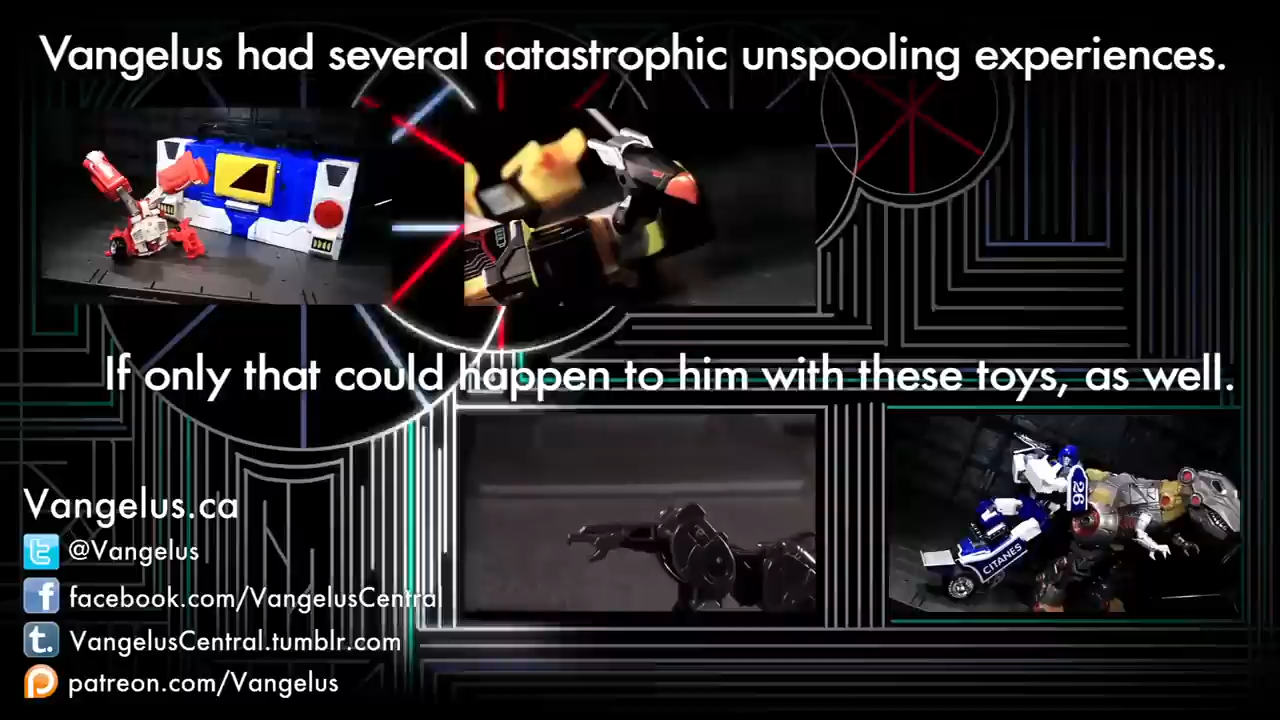 Vangelus had several catastrophic unspooling experiences.
If only that could happen to him with these toys, as well.
26
CITANES
Vangelus.ca
@Vangelus
facebook.com/VangelusCentral
VangelusCentral.tumblr.com
patreon.com/Vangelus